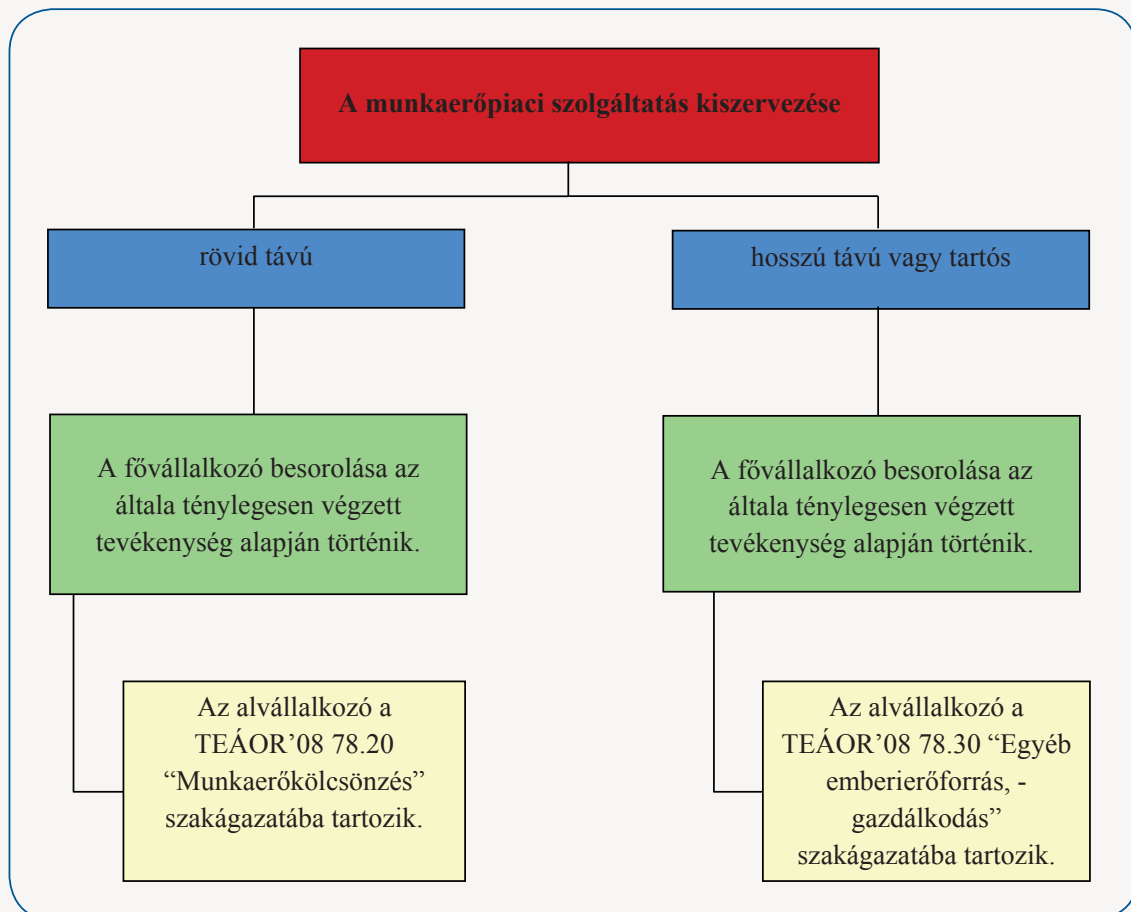 A munkaerőpiaci szolgáltatás kiszervezése
rövid távú
hosszú távú vagy tartós
A fővállalkozó besorolása az
általa ténylegesen végzett
tevékenység alapján történik.
A fővállalkozó besorolása az
általa ténylegesen végzett
tevékenység alapján történik.
Az alvállalkozó a
TEÁOR’08 78.20
“Munkaerőkölcsönzés”
szakágazatába tartozik.
Az alvállalkozó a
TEÁOR’08 78.30 “Egyéb
emberierőforrás, -
gazdálkodás”
szakágazatába tartozik.